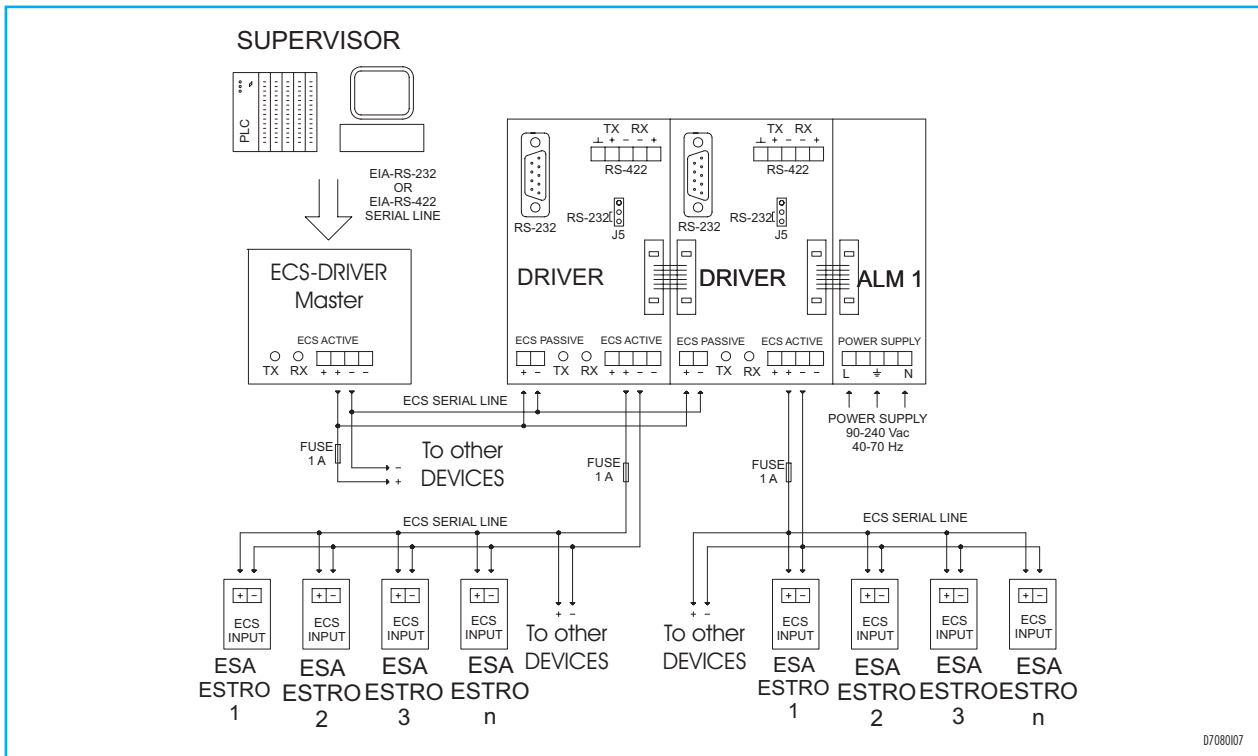 SUPERVISOR
PLC
EIA-RS-232
OR
EIA-RS-422
SERIAL LINE
ECS-DRIVER
Master
ECS ACTIVE
TX RX + + − −
TX RX
⊥ + − − +
RS-422
RS-232
RS-232
J5
DRIVER
ECS PASSIVE ECS ACTIVE
+ − TX RX + + − −
TX RX
⊥ + − − +
RS-422
RS-232
RS-232
J5
DRIVER
ECS PASSIVE ECS ACTIVE
+ − TX RX + + − −
ALM 1
POWER SUPPLY
L ⏚ N
POWER SUPPLY
90-240 Vac
40-70 Hz
ECS SERIAL LINE
FUSE
1 A
To other
DEVICES
−
+
FUSE
1 A
FUSE
1 A
ECS SERIAL LINE
+ −
ECS
INPUT
ESA
ESTRO
1
+ −
ECS
INPUT
ESA
ESTRO
2
+ −
ECS
INPUT
ESA
ESTRO
3
+ −
ECS
INPUT
ESA
ESTRO
n
+ −
To other
DEVICES
ECS SERIAL LINE
+ −
To other
DEVICES
+ −
ECS
INPUT
ESA
ESTRO
1
+ −
ECS
INPUT
ESA
ESTRO
2
+ −
ECS
INPUT
ESA
ESTRO
3
+ −
ECS
INPUT
ESA
ESTRO
n
D7080I07